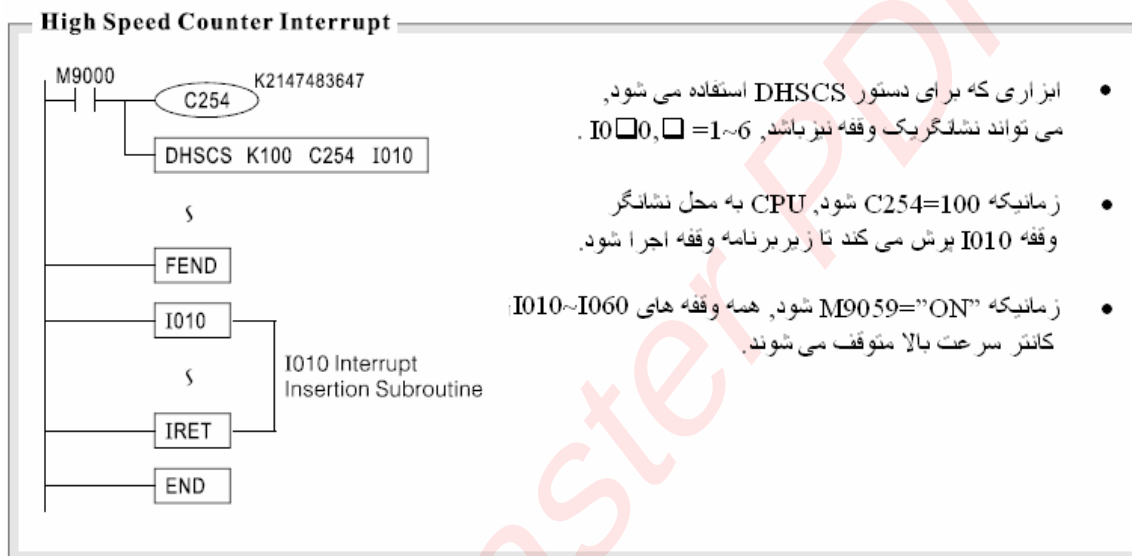 High Speed Counter Interrupt
M9000
C254
K2147483647
DHSCS K100 C254 I010
FEND
I010
I010 Interrupt
Insertion Subroutine
IRET
END
• ابزاری که برای دستور DHSCS استفاده می شود,
می تواند نشانگر یک وقفه نیز باشد, I0❑0,❑ =1~6 .
• زمانیکه C254=100 شود, CPU به محل نشانگر
وقفه I010 پرش می کند تا زیر برنامه وقفه اجرا شود.
• زمانیکه M9059=”ON” شود, همه وقفه های I010~I060
کانتر سرعت بالا متوقف می شوند.